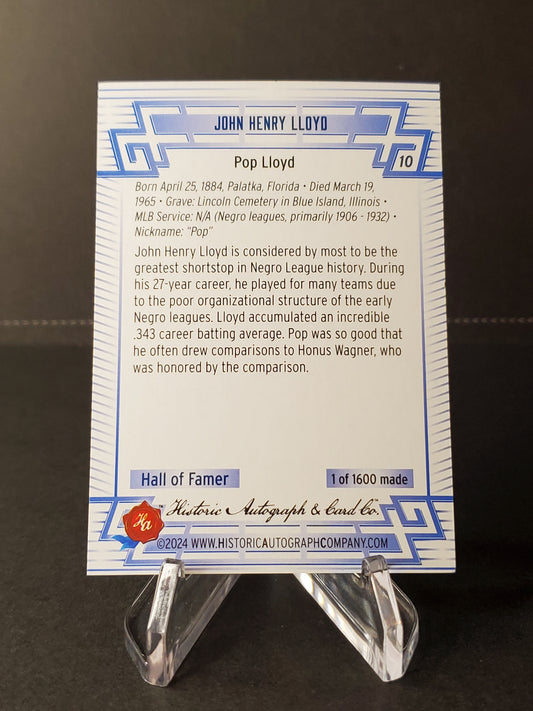 JOHN HENRY LLOYD
10
Pop Lloyd
Born April 25, 1884, Palatka, Florida • Died March 19,
1965 • Grave: Lincoln Cemetery in Blue Island, Illinois •
MLB Service: N/A (Negro leagues, primarily 1906 - 1932) •
Nickname: “Pop”
John Henry Lloyd is considered by most to be the
greatest shortstop in Negro League history. During
his 27-year career, he played for many teams due
to the poor organizational structure of the early
Negro leagues. Lloyd accumulated an incredible
.343 career batting average. Pop was so good that
he often drew comparisons to Honus Wagner, who
was honored by the comparison.
Hall of Famer
1 of 1600 made
Ha
Historic Autograph & Card Co.™
©2024 WWW.HISTORICAUTOGRAPHCOMPANY.COM